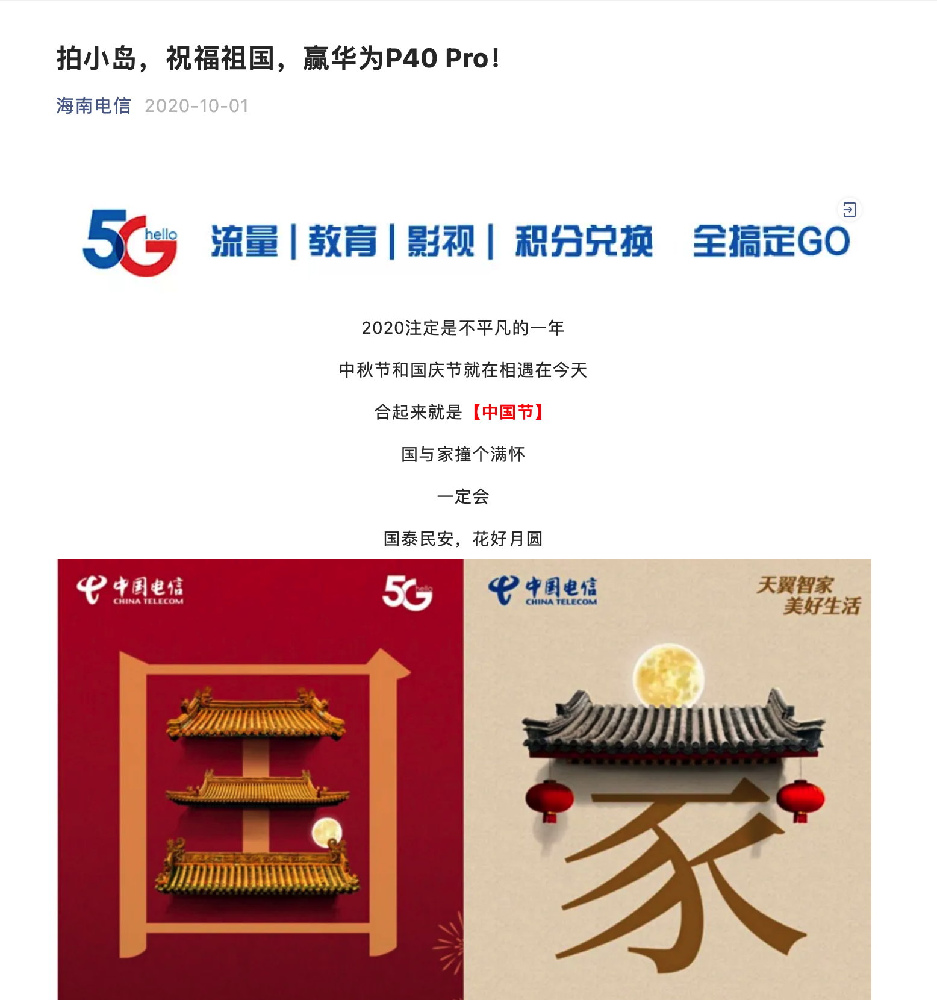 拍小岛，祝福祖国，赢华为P40 Pro！
海南电信 2020-10-01
5G hello 流量 | 教育 | 影视 | 积分兑换 全搞定GO
2020注定是不平凡的一年
中秋节和国庆节就在相遇在今天
合起来就是【中国节】
国与家撞个满怀
一定会
国泰民安，花好月圆
中国电信
CHINA TELECOM
5G hello
国
中国电信
CHINA TELECOM
天翼智家
美好生活
家